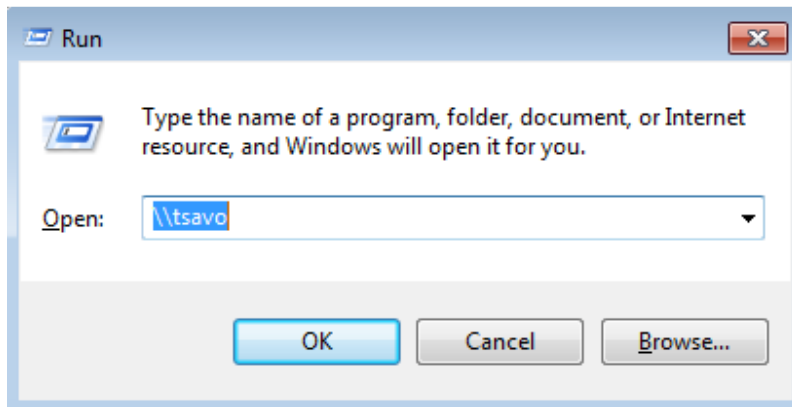 Run
Type the name of a program, folder, document, or Internet
resource, and Windows will open it for you.
Open: \\tsavo
OK Cancel Browse...